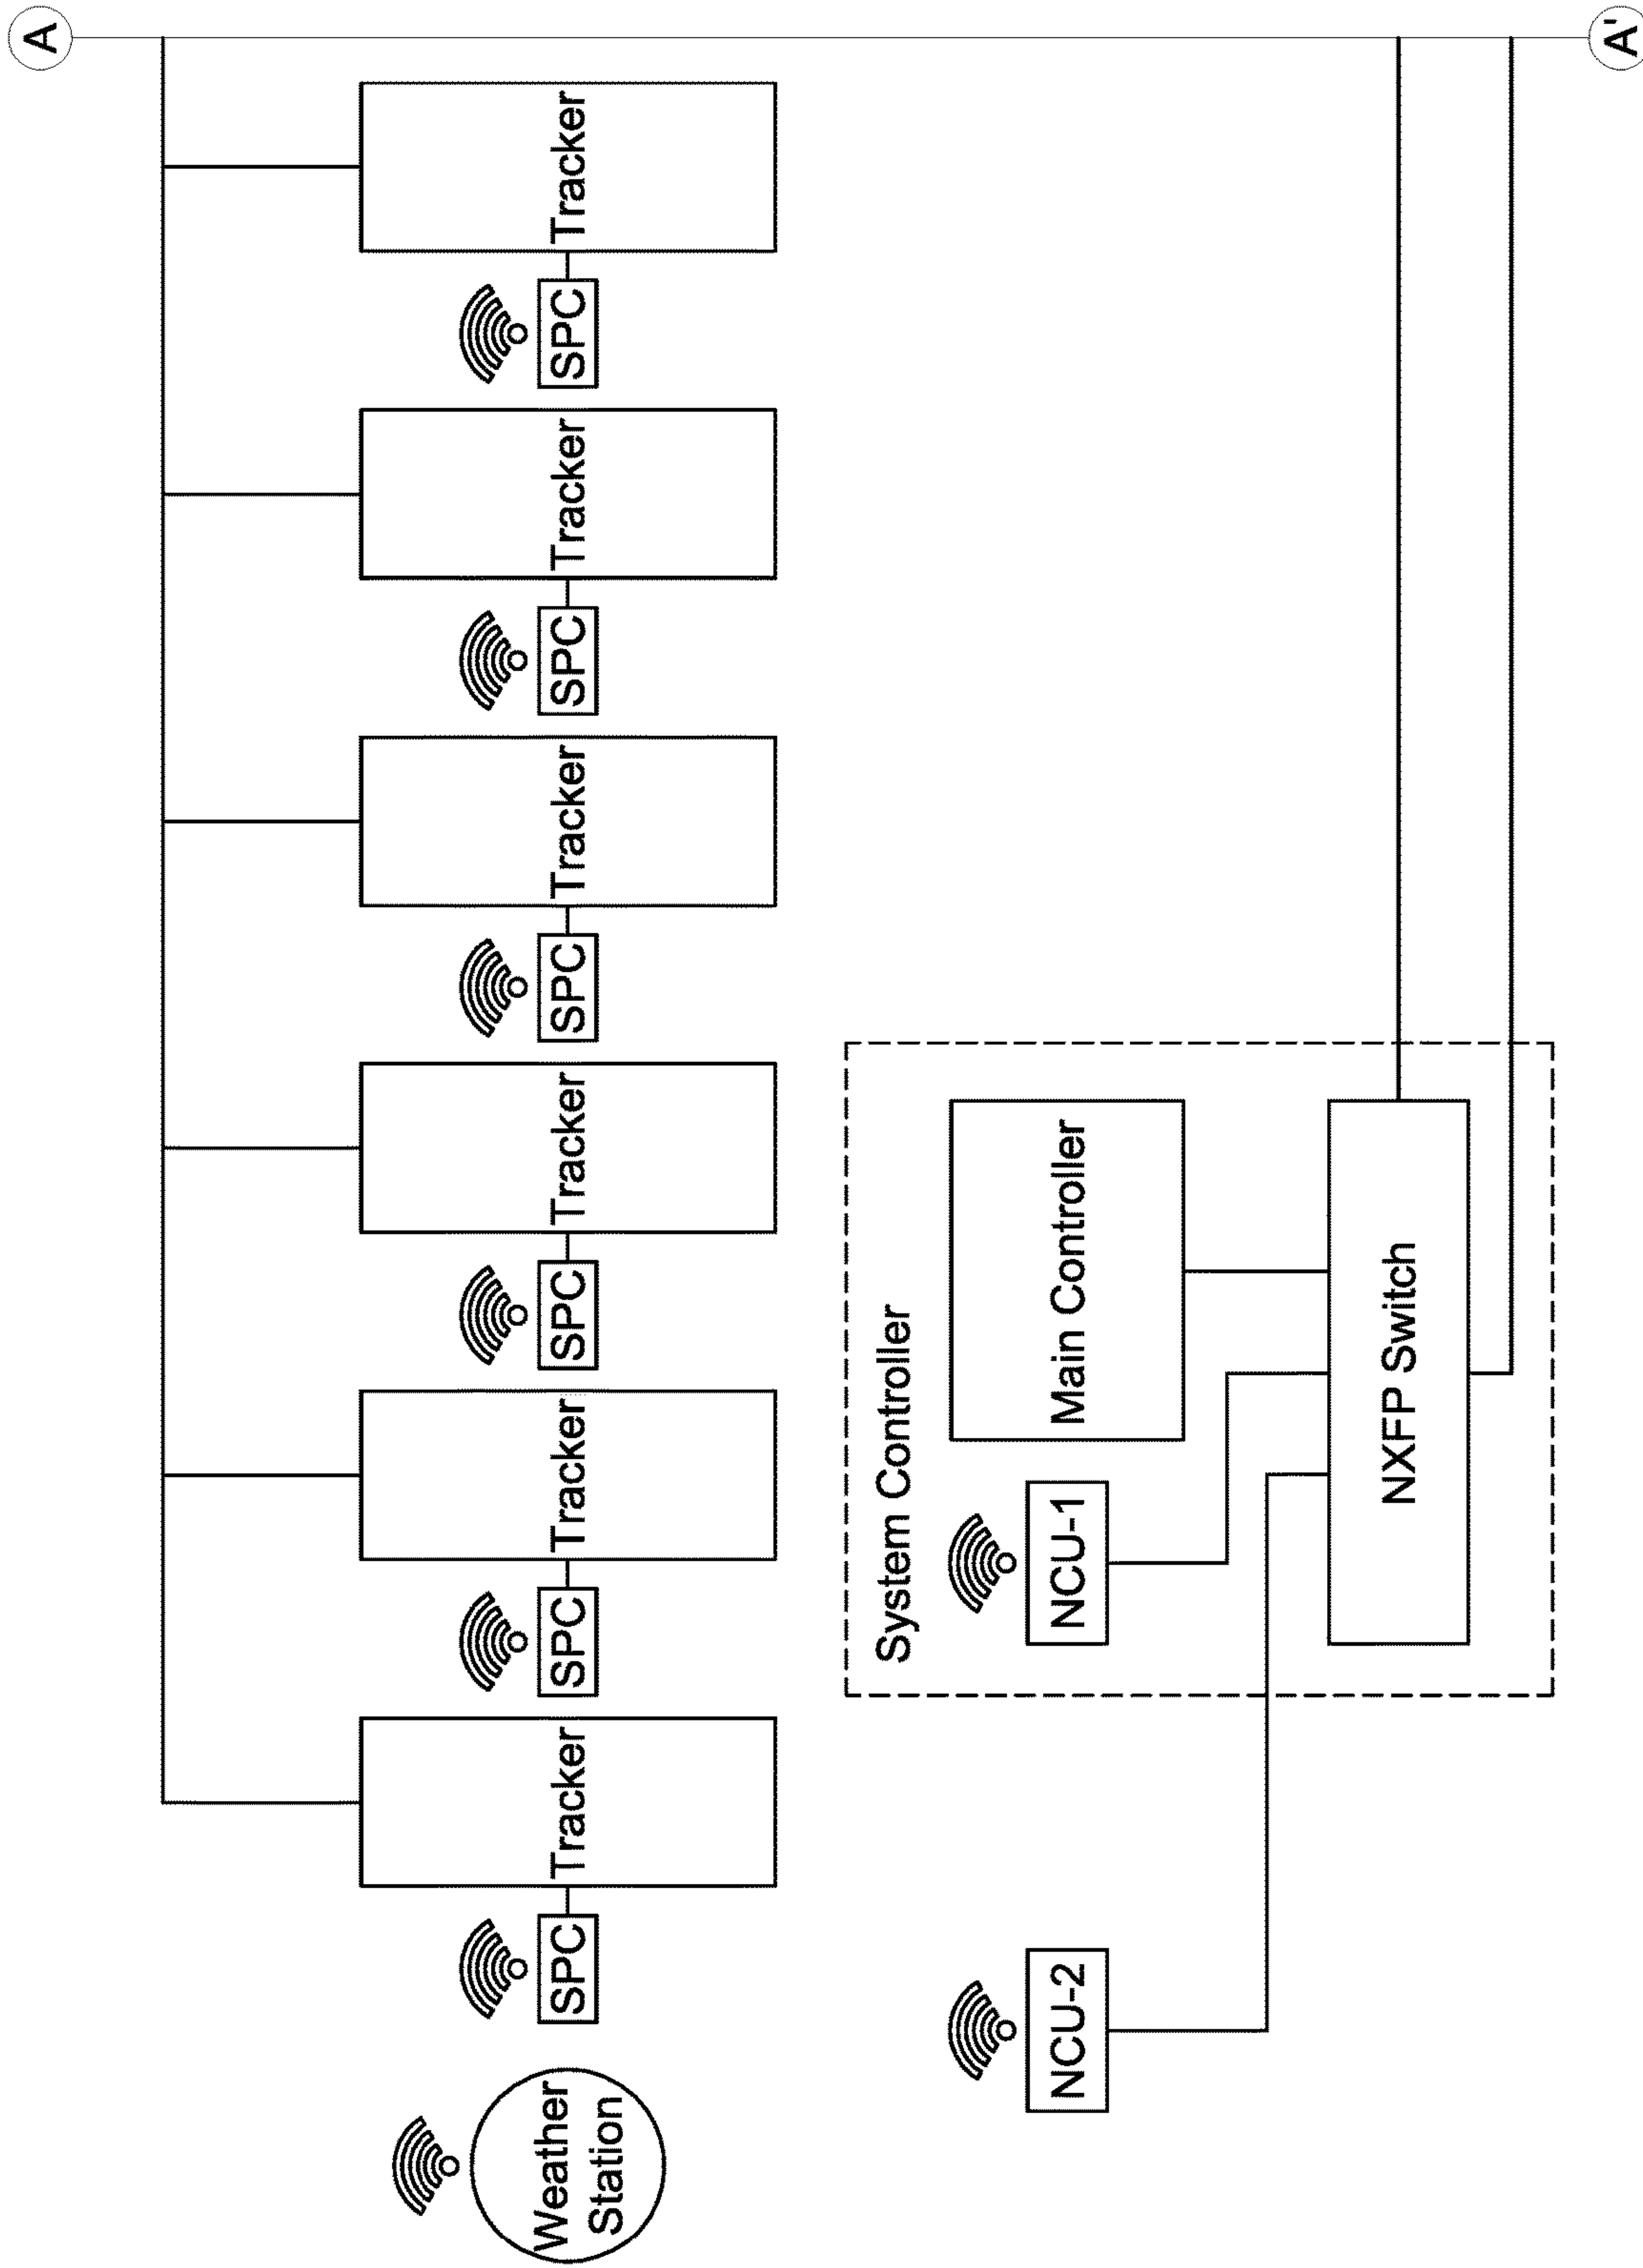 A
Tracker
Tracker
Tracker
Tracker
Tracker
Tracker
SPC
SPC
SPC
SPC
SPC
SPC
Weather
Station
System Controller
Main Controller
NCU-1
NCU-2
NXFP Switch
A'